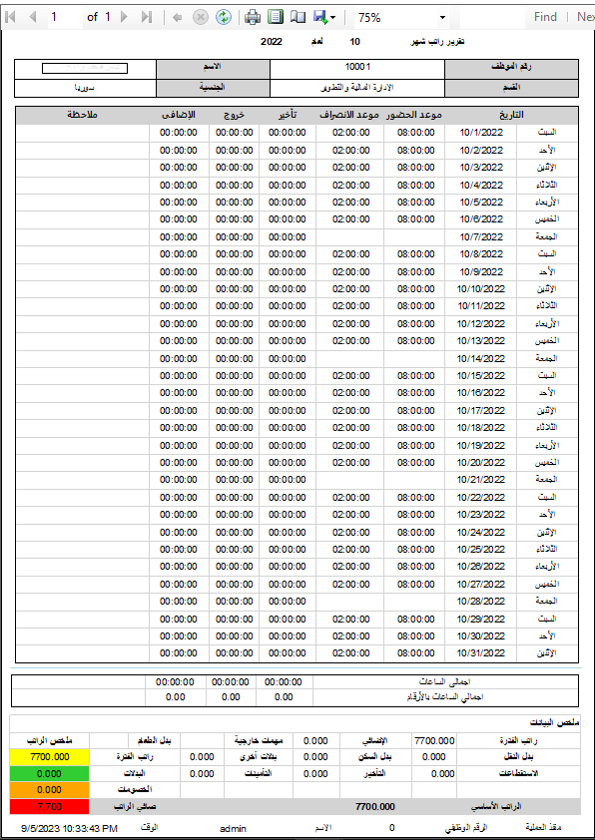 1 of 1 75% Find Nex
تقرير راتب شهر 10 لعام 2022
رقم الموظف 10001 الاسم
القسم الادارة المالية والتطوير الجنسية سوريا
التاريخ موعد الحضور موعد الانصراف تأخير خروج الإضافى ملاحظة
السبت 10/1/2022 08:00:00 02:00:00 00:00:00 00:00:00 00:00:00
الأحد 10/2/2022 08:00:00 02:00:00 00:00:00 00:00:00 00:00:00
الإثنين 10/3/2022 08:00:00 02:00:00 00:00:00 00:00:00 00:00:00
الثلاثاء 10/4/2022 08:00:00 02:00:00 00:00:00 00:00:00 00:00:00
الأربعاء 10/5/2022 08:00:00 02:00:00 00:00:00 00:00:00 00:00:00
الخميس 10/6/2022 08:00:00 02:00:00 00:00:00 00:00:00 00:00:00
الجمعة 10/7/2022 00:00:00 00:00:00 00:00:00
السبت 10/8/2022 08:00:00 02:00:00 00:00:00 00:00:00 00:00:00
الأحد 10/9/2022 08:00:00 02:00:00 00:00:00 00:00:00 00:00:00
الإثنين 10/10/2022 08:00:00 02:00:00 00:00:00 00:00:00 00:00:00
الثلاثاء 10/11/2022 08:00:00 02:00:00 00:00:00 00:00:00 00:00:00
الأربعاء 10/12/2022 08:00:00 02:00:00 00:00:00 00:00:00 00:00:00
الخميس 10/13/2022 08:00:00 02:00:00 00:00:00 00:00:00 00:00:00
الجمعة 10/14/2022 00:00:00 00:00:00 00:00:00
السبت 10/15/2022 08:00:00 02:00:00 00:00:00 00:00:00 00:00:00
الأحد 10/16/2022 08:00:00 02:00:00 00:00:00 00:00:00 00:00:00
الإثنين 10/17/2022 08:00:00 02:00:00 00:00:00 00:00:00 00:00:00
الثلاثاء 10/18/2022 08:00:00 02:00:00 00:00:00 00:00:00 00:00:00
الأربعاء 10/19/2022 08:00:00 02:00:00 00:00:00 00:00:00 00:00:00
الخميس 10/20/2022 08:00:00 02:00:00 00:00:00 00:00:00 00:00:00
الجمعة 10/21/2022 00:00:00 00:00:00 00:00:00
السبت 10/22/2022 08:00:00 02:00:00 00:00:00 00:00:00 00:00:00
الأحد 10/23/2022 08:00:00 02:00:00 00:00:00 00:00:00 00:00:00
الإثنين 10/24/2022 08:00:00 02:00:00 00:00:00 00:00:00 00:00:00
الثلاثاء 10/25/2022 08:00:00 02:00:00 00:00:00 00:00:00 00:00:00
الأربعاء 10/26/2022 08:00:00 02:00:00 00:00:00 00:00:00 00:00:00
الخميس 10/27/2022 08:00:00 02:00:00 00:00:00 00:00:00 00:00:00
الجمعة 10/28/2022 00:00:00 00:00:00 00:00:00
السبت 10/29/2022 08:00:00 02:00:00 00:00:00 00:00:00 00:00:00
الأحد 10/30/2022 08:00:00 02:00:00 00:00:00 00:00:00 00:00:00
الإثنين 10/31/2022 08:00:00 02:00:00 00:00:00 00:00:00 00:00:00
اجمالى الساعات 00:00:00 00:00:00 00:00:00
اجمالي الساعات بالأرقام 0.00 0.00 0.00
ملخص البيانات
راتب الفترة 7700.000 الإضافي 0.000 مهمات خارجية بدل الطعام ملخص الراتب
بدل النقل 0.000 بدل السكن 0.000 بدلات أخري 0.000 راتب الفترة 7700.000
الاستقطاعات 0.000 التأخير 0.000 التأمينات 0.000 البدلات 0.000
الخصومات 0.000
الراتب الأساسي 7700.000 صافي الراتب 7.700
منفذ العملية الرقم الوظيفي 0 الاسم admin الوقت 9/5/2023 10:33:43 PM